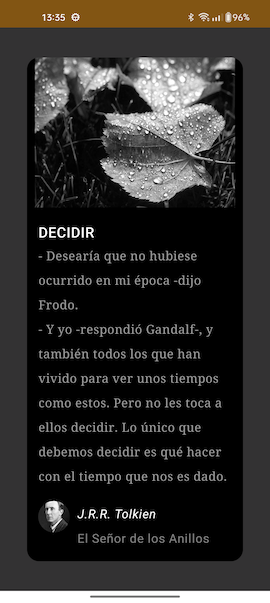 13:35
96%
DECIDIR
- Desearía que no hubiese
ocurrido en mi época -dijo
Frodo.
- Y yo -respondió Gandalf-, y
también todos los que han
vivido para ver unos tiempos
como estos. Pero no les toca a
ellos decidir. Lo único que
debemos decidir es qué hacer
con el tiempo que nos es dado.
J.R.R. Tolkien
El Señor de los Anillos